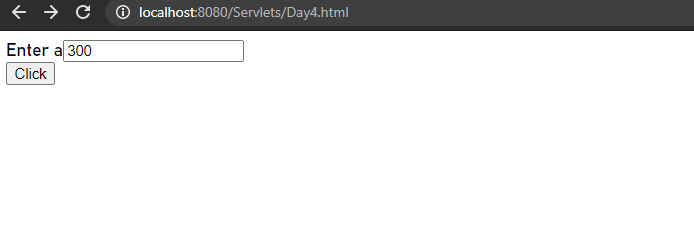 localhost:8080/Servlets/Day4.html
Enter a 300
Click